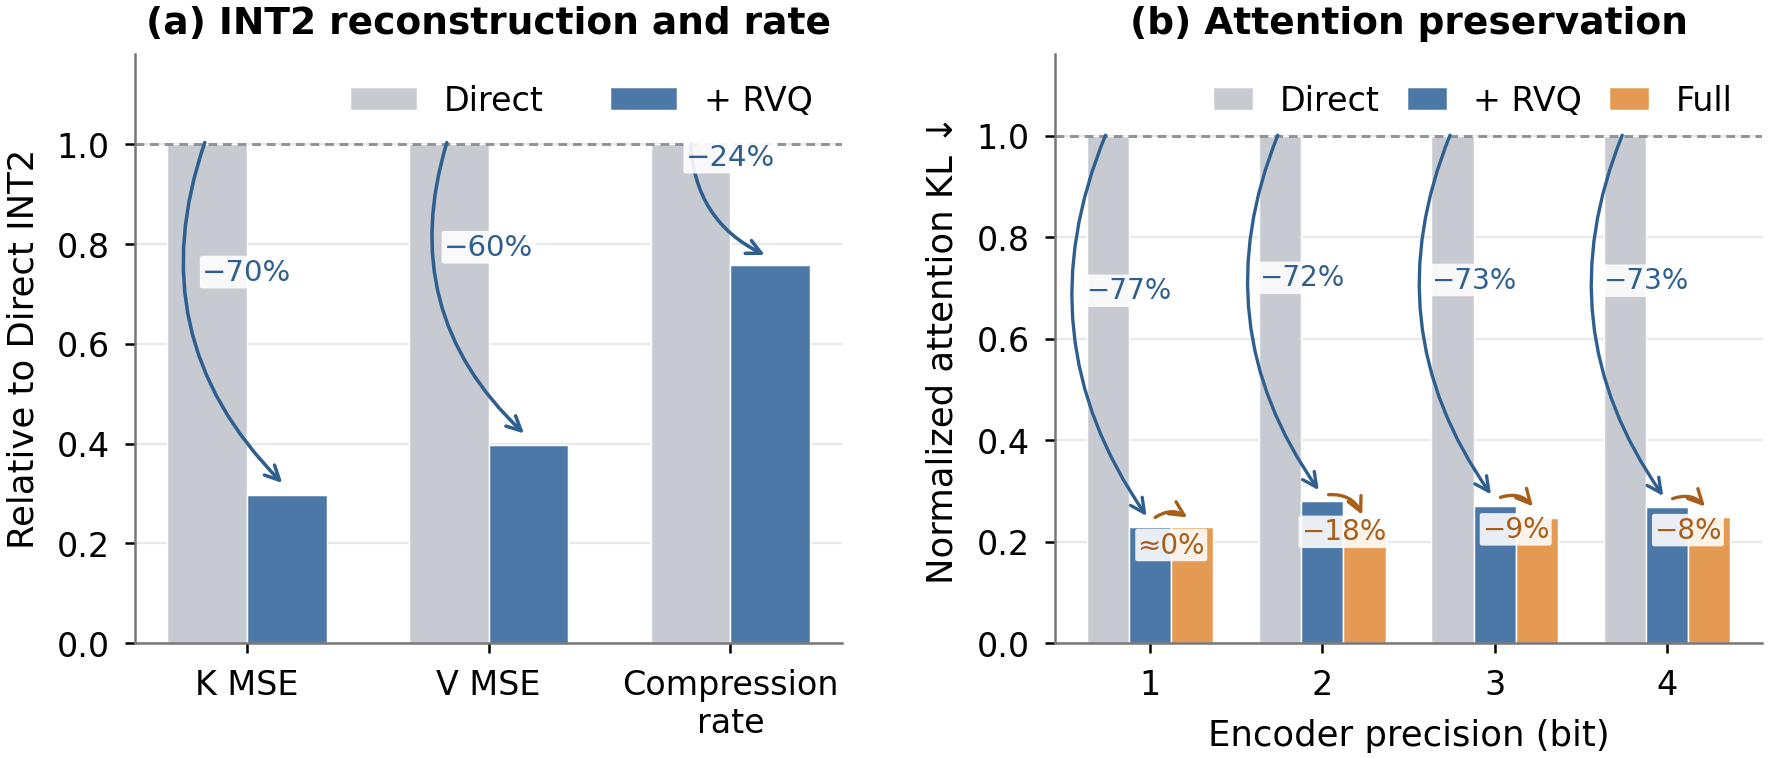 (a) INT2 reconstruction and rate
Direct
+ RVQ
Relative to Direct INT2
1.0
0.8
0.6
0.4
0.2
0.0
−70%
−60%
−24%
K MSE
V MSE
Compression
rate
(b) Attention preservation
Direct
+ RVQ
Full
Normalized attention KL ↓
1.0
0.8
0.6
0.4
0.2
0.0
−77%
−72%
−73%
−73%
≈0%
−18%
−9%
−8%
1
2
3
4
Encoder precision (bit)